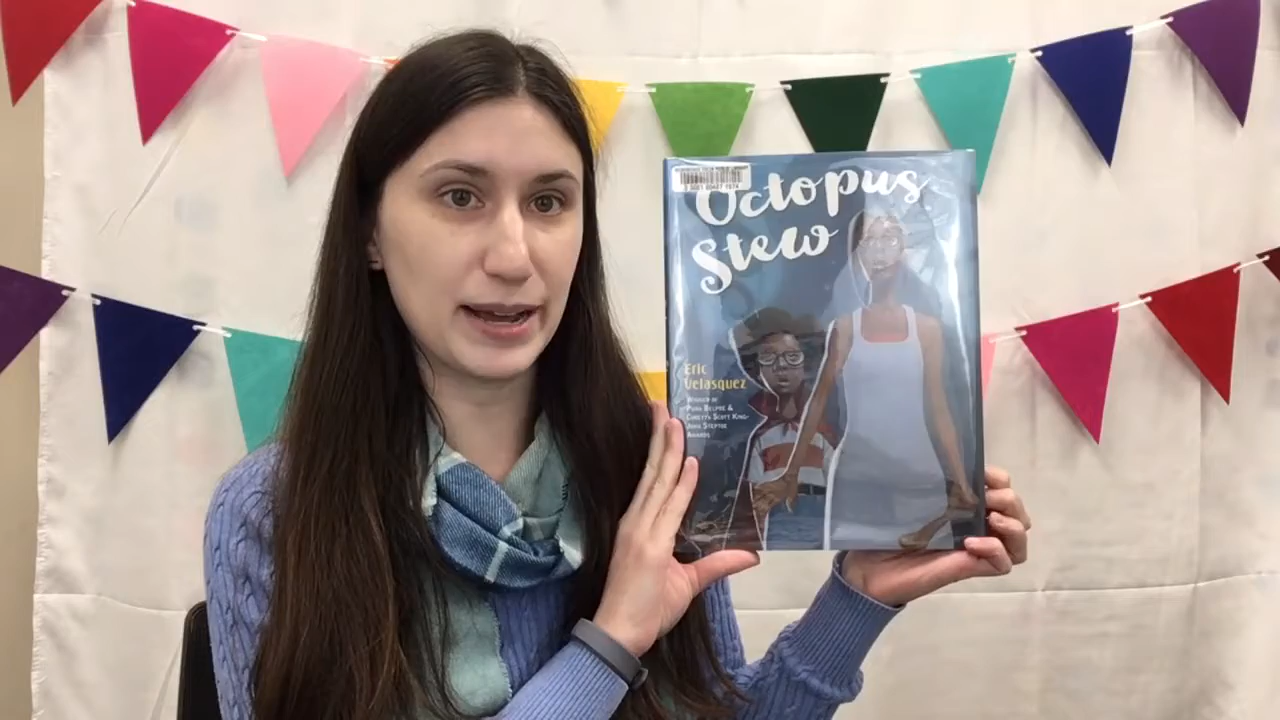 Octopus
Stew
Eric
Velasquez
Winner of
Pura Belpré &
Coretta Scott King-
John Steptoe
Awards